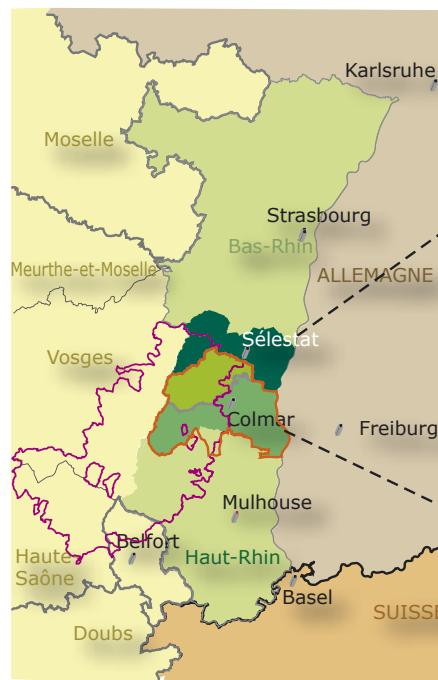 Karlsruhe
Moselle
Strasbourg
Bas-Rhin
Meurthe-et-Moselle
ALLEMAGNE
Sélestat
Vosges
Colmar
Freiburg
Mulhouse
Belfort
Haute
Saône
Haut-Rhin
Basel
SUISSE
Doubs